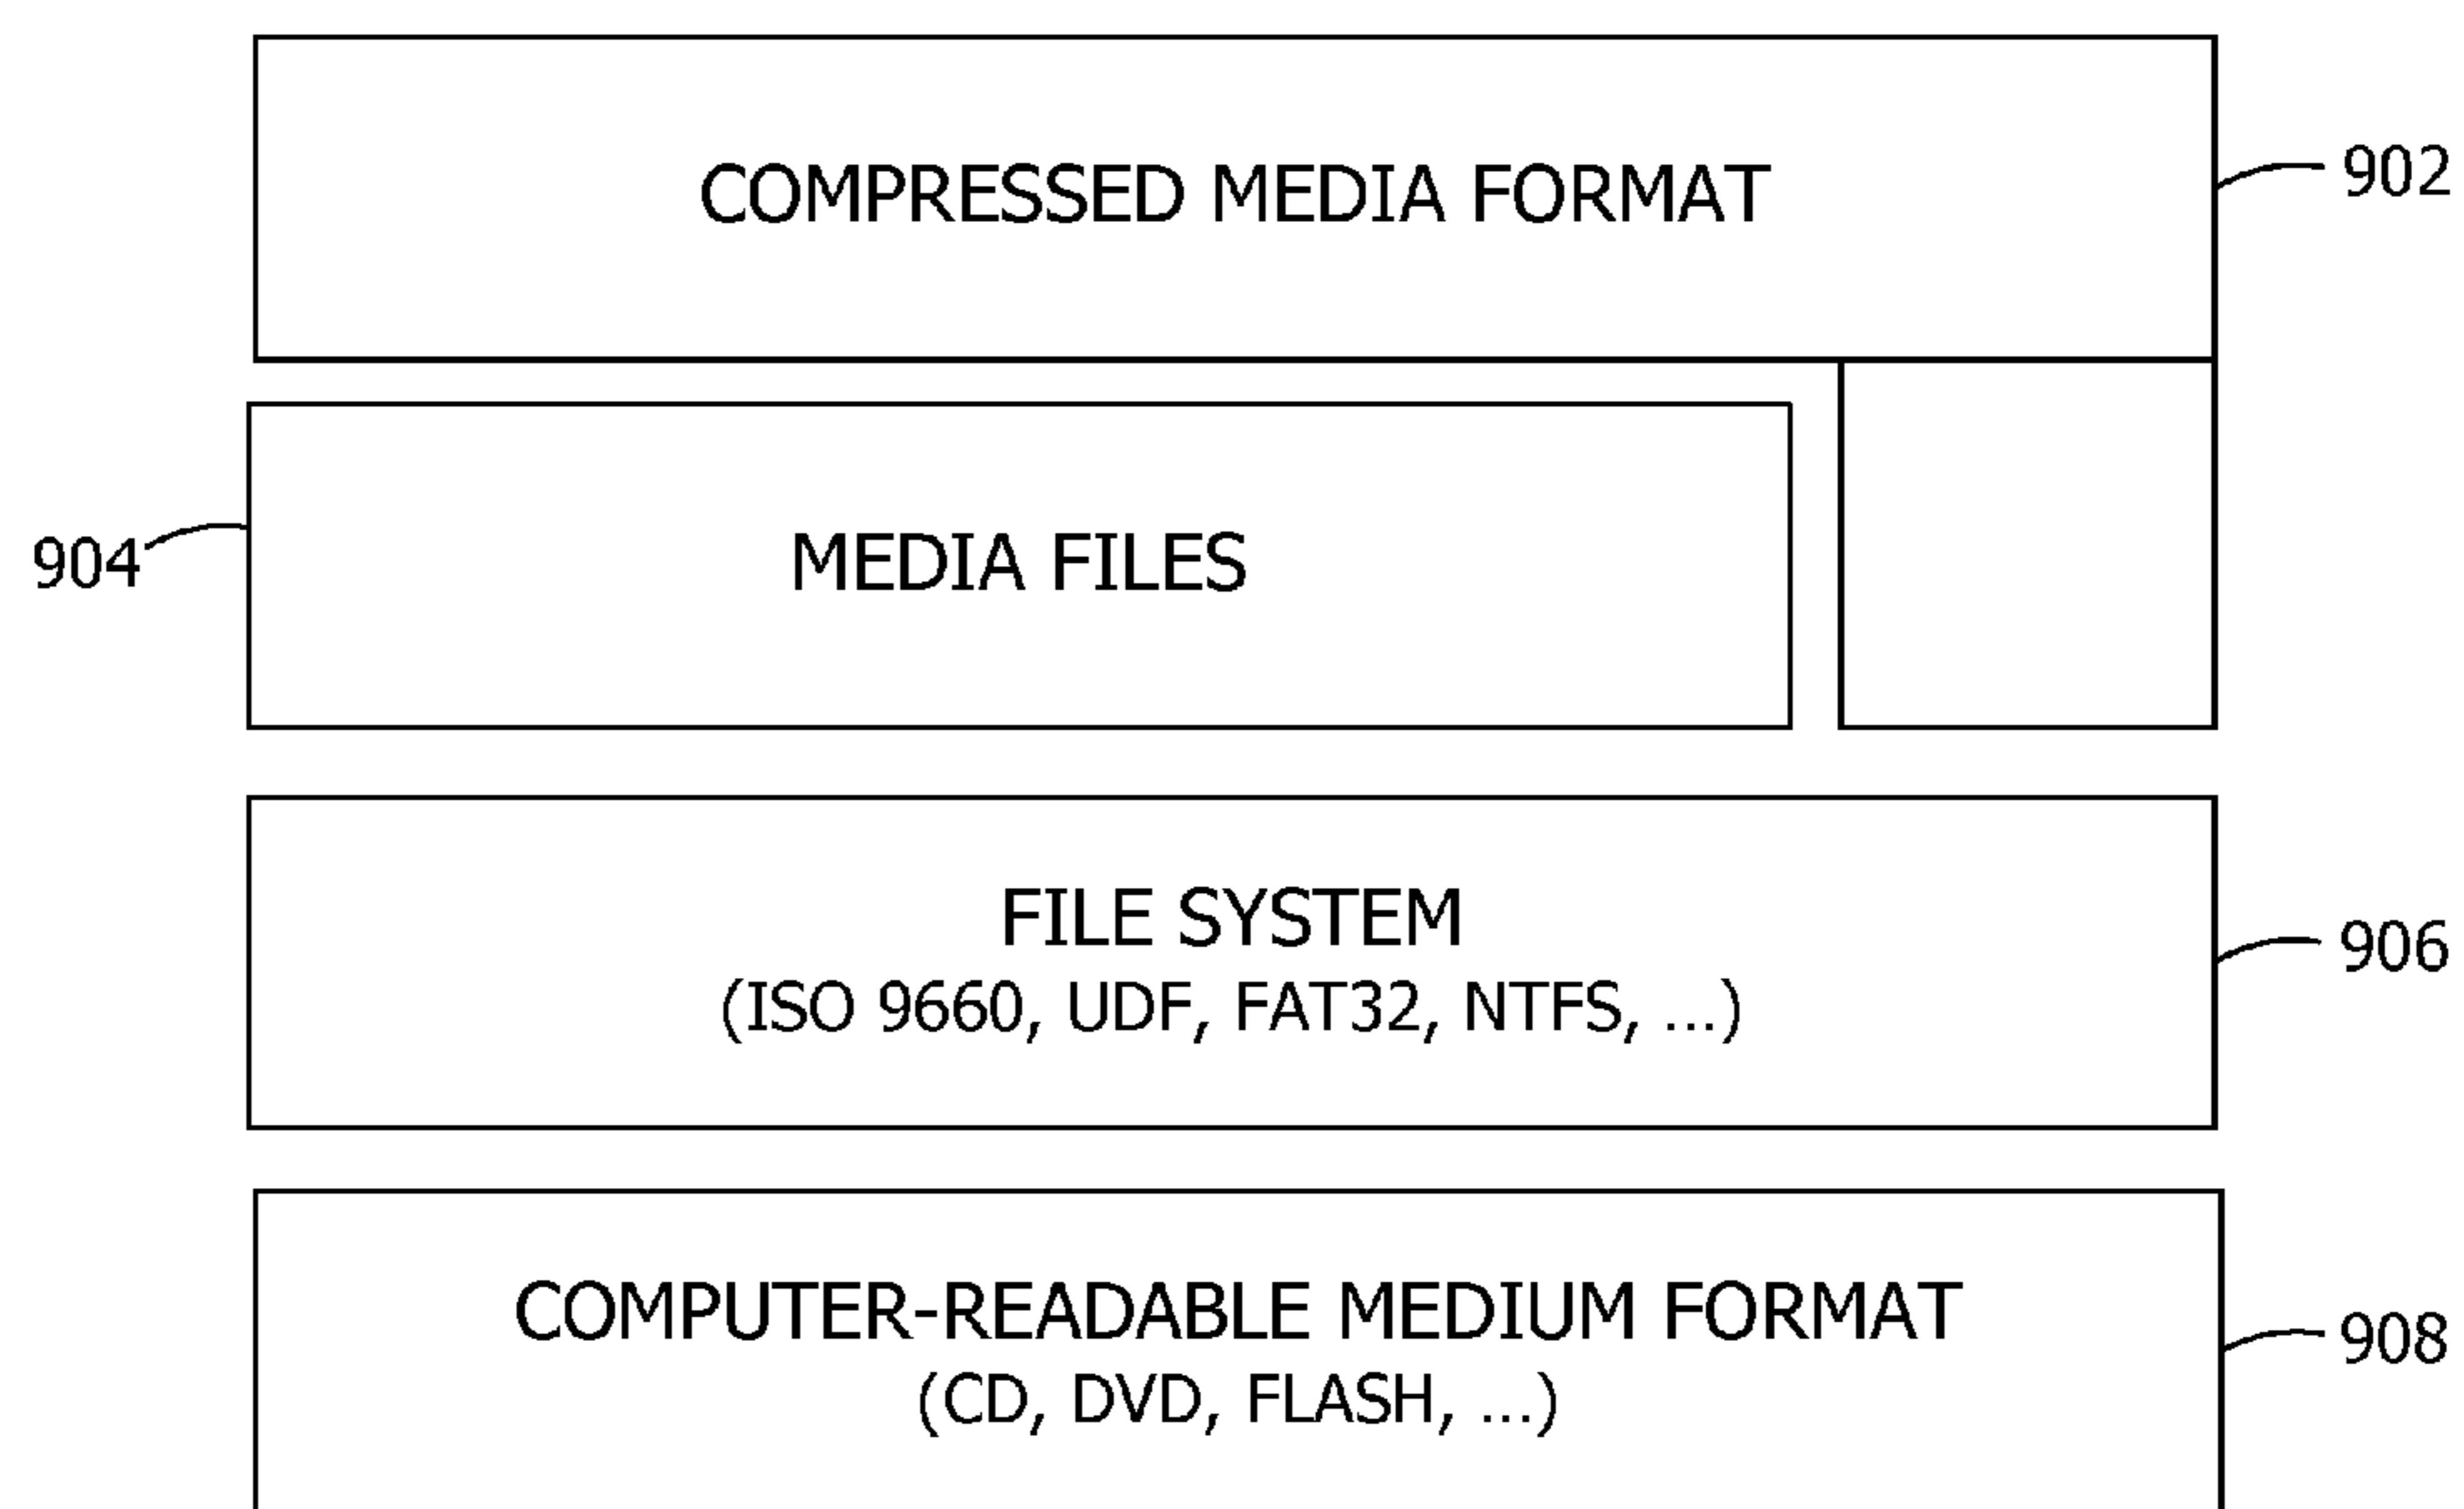 COMPRESSED MEDIA FORMAT
902
904
MEDIA FILES
FILE SYSTEM
(ISO 9660, UDF, FAT32, NTFS, ...)
906
COMPUTER-READABLE MEDIUM FORMAT
(CD, DVD, FLASH, ...)
908